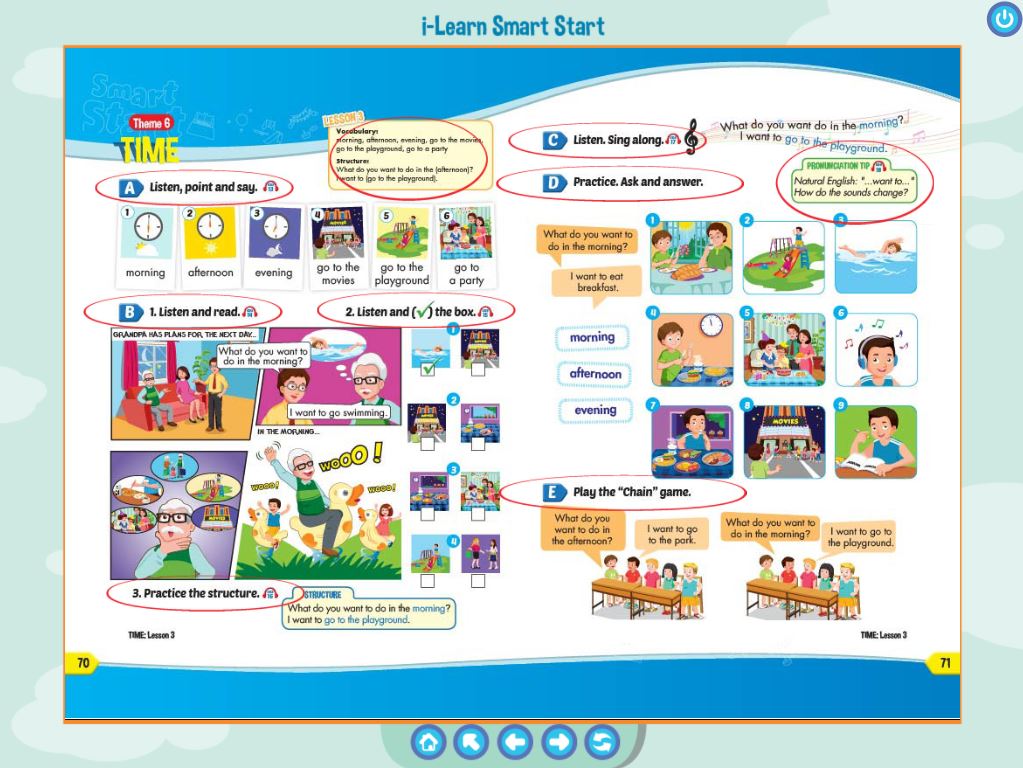 i-Learn Smart Start
Smart
Start
Theme 6
TIME
LESSON 3
Vocabulary:
morning, afternoon, evening, go to the movies,
go to the playground, go to a party
Structure:
What do you want to do in the (afternoon)?
I want to (go to the playground).
A Listen, point and say.
1
2
3
4
5
6
MOVIES
morning
afternoon
evening
go to the
movies
go to the
playground
go to
a party
B 1. Listen and read.
2. Listen and (✓) the box.
GRANDPA HAS PLANS FOR THE NEXT DAY...
What do you want to
do in the morning?
I want to go swimming.
IN THE MORNING...
WOOO!
WOOO!
WOOO!
1
2
3
4
3. Practice the structure.
STRUCTURE
What do you want to do in the morning?
I want to go to the playground.
TIME: Lesson 3
70
C Listen. Sing along.
What do you want do in the morning?
I want to go to the playground.
PRONUNCIATION TIP
Natural English: "...want to..."
How do the sounds change?
D Practice. Ask and answer.
What do you want to
do in the morning?
I want to eat
breakfast.
morning
afternoon
evening
1
2
3
4
5
6
7
8
9
MOVIES
E Play the "Chain" game.
What do you
want to do in
the afternoon?
I want to go
to the park.
What do you want to
do in the morning?
I want to go to
the playground.
TIME: Lesson 3
71